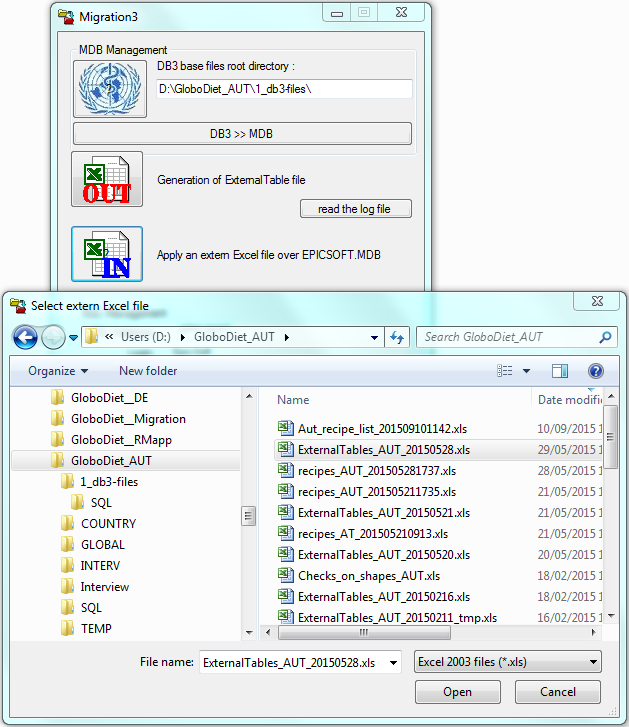 Migration3
MDB Management
DB3 base files root directory :
D:\GloboDiet_AUT\1_db3-files\
DB3 >> MDB
OUT
Generation of ExternalTable file
read the log file
IN
Apply an extern Excel file over EPICSOFT.MDB
Select extern Excel file
« Users (D:) GloboDiet_AUT
Search GloboDiet_AUT
Organize New folder
Name Date modific
GloboDiet__DE
GloboDiet__Migration
GloboDiet__RMapp
GloboDiet_AUT
1_db3-files
SQL
COUNTRY
GLOBAL
INTERV
Interview
SQL
TEMP
Aut_recipe_list_201509101142.xls 10/09/2015 1
ExternalTables_AUT_20150528.xls 29/05/2015 1
recipes_AUT_201505281737.xls 28/05/2015 1
recipes_AUT_201505211735.xls 21/05/2015 1
ExternalTables_AUT_20150521.xls 21/05/2015 1
recipes_AT_201505210913.xls 21/05/2015 1
ExternalTables_AUT_20150520.xls 20/05/2015 1
Checks_on_shapes_AUT.xls 18/02/2015 1
ExternalTables_AUT_20150216.xls 18/02/2015 1
ExternalTables_AUT_20150211_tmp.xls 16/02/2015 1
File name: ExternalTables_AUT_20150528.xls Excel 2003 files (*.xls)
Open Cancel